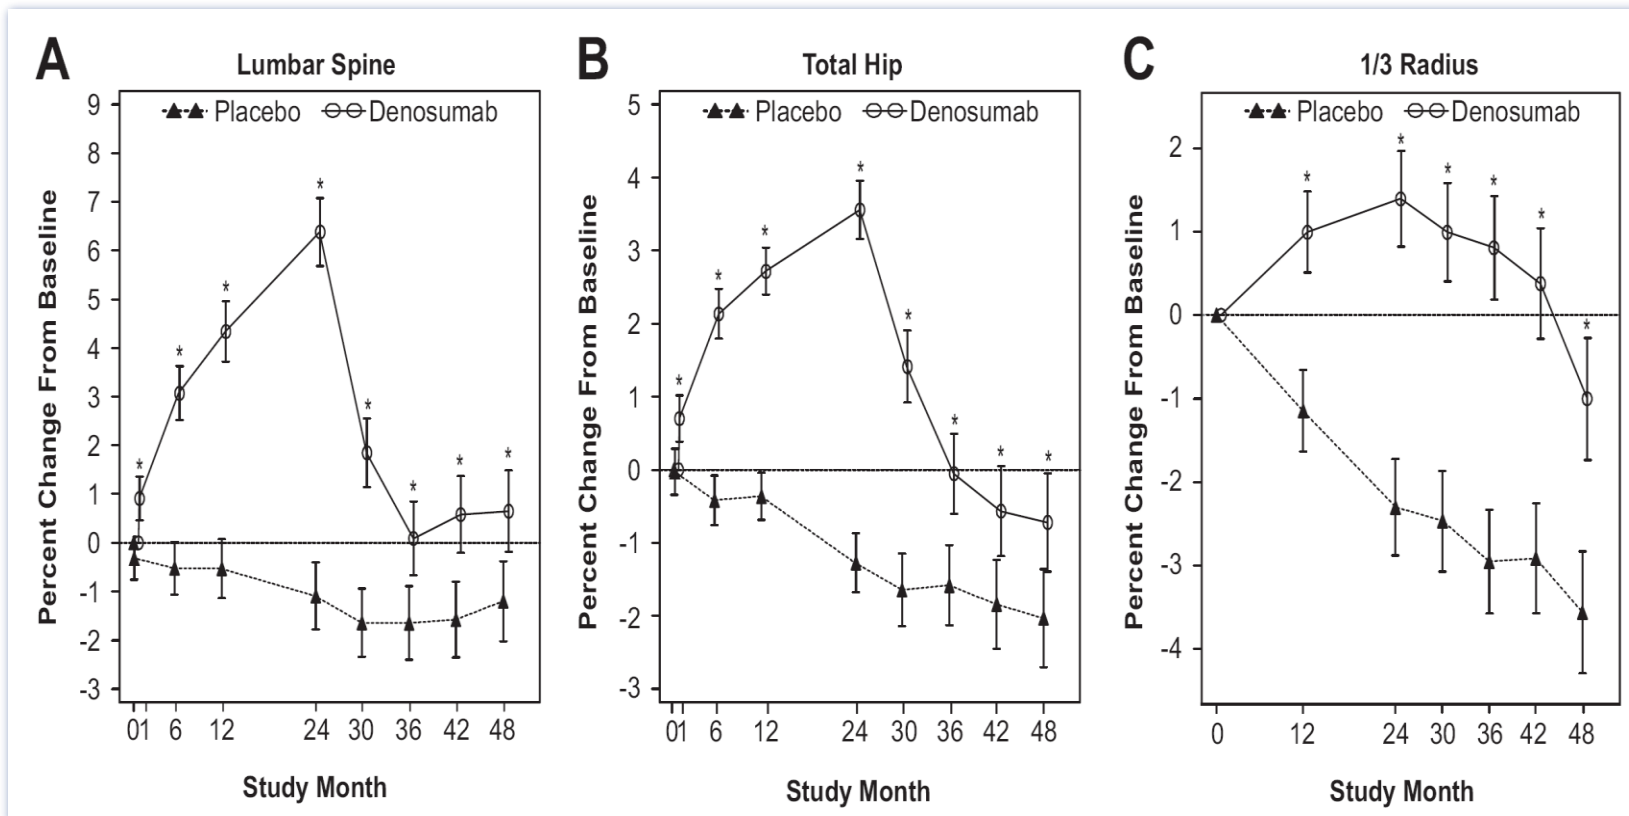 A
Lumbar Spine
Placebo Denosumab
9
8
7
6
5
4
3
2
1
0
-1
-2
-3
Percent Change From Baseline
* * * * * * * *
01 6 12 24 30 36 42 48
Study Month
B
Total Hip
Placebo Denosumab
5
4
3
2
1
0
-1
-2
-3
Percent Change From Baseline
* * * * * * * *
01 6 12 24 30 36 42 48
Study Month
C
1/3 Radius
Placebo Denosumab
2
1
0
-1
-2
-3
-4
Percent Change From Baseline
* * * * * *
0 12 24 30 36 42 48
Study Month